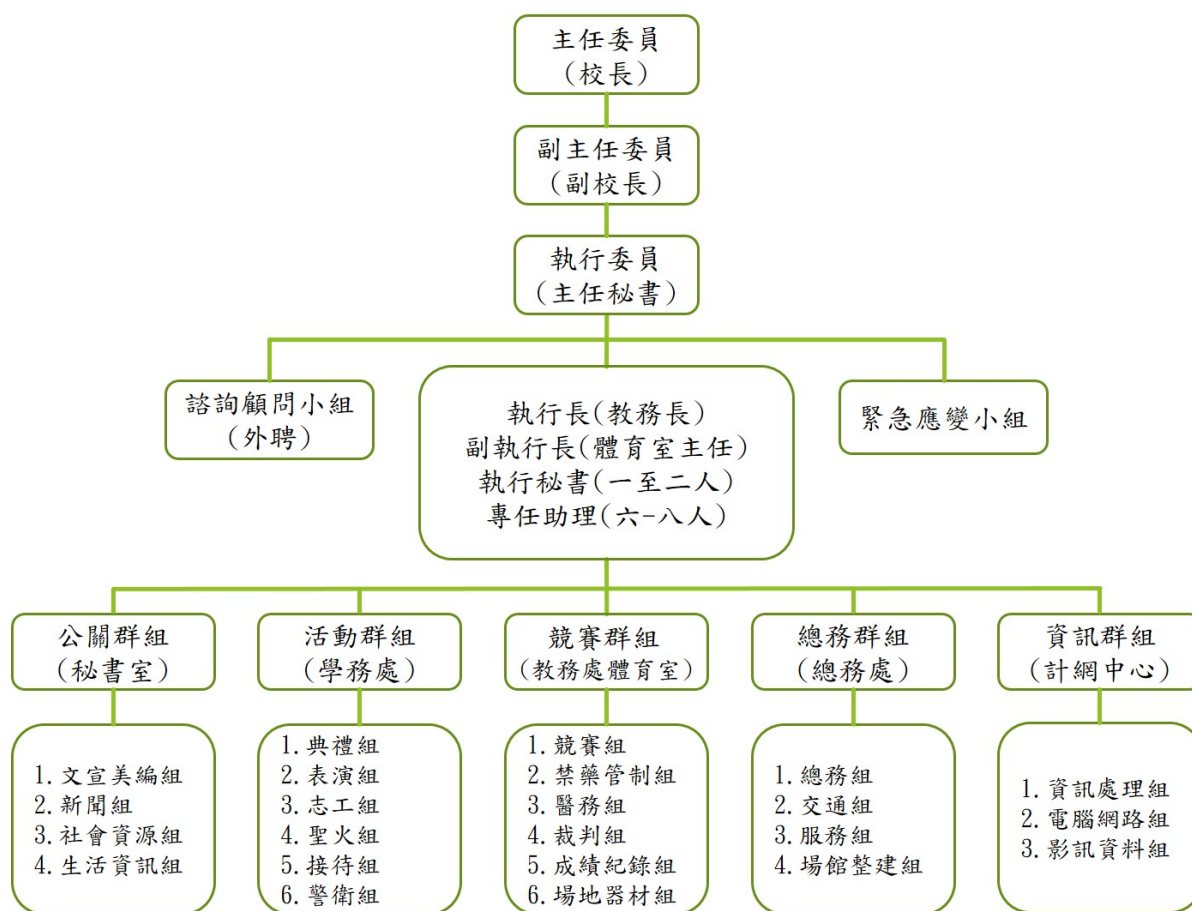 主任委員
(校長)
副主任委員
(副校長)
執行委員
(主任秘書)
諮詢顧問小組
(外聘)
執行長(教務長)
副執行長(體育室主任)
執行秘書(一至二人)
專任助理(六-八人)
緊急應變小組
公關群組
(秘書室)
活動群組
(學務處)
競賽群組
(教務處體育室)
總務群組
(總務處)
資訊群組
(計網中心)
1.文宣美編組
2.新聞組
3.社會資源組
4.生活資訊組
1.典禮組
2.表演組
3.志工組
4.聖火組
5.接待組
6.警衛組
1.競賽組
2.禁藥管制組
3.醫務組
4.裁判組
5.成績紀錄組
6.場地器材組
1.總務組
2.交通組
3.服務組
4.場館整建組
1.資訊處理組
2.電腦網路組
3.影訊資料組